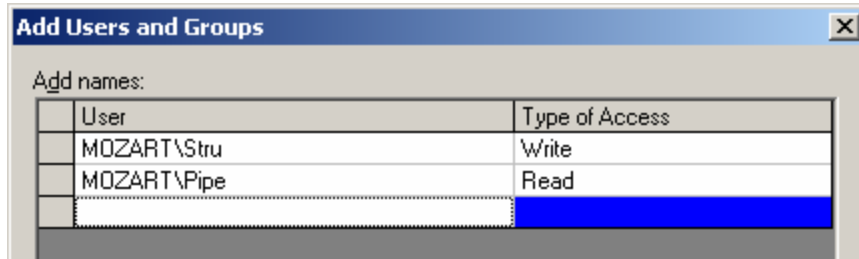 Add Users and Groups
Add names:
User Type of Access
MOZART\Stru Write
MOZART\Pipe Read